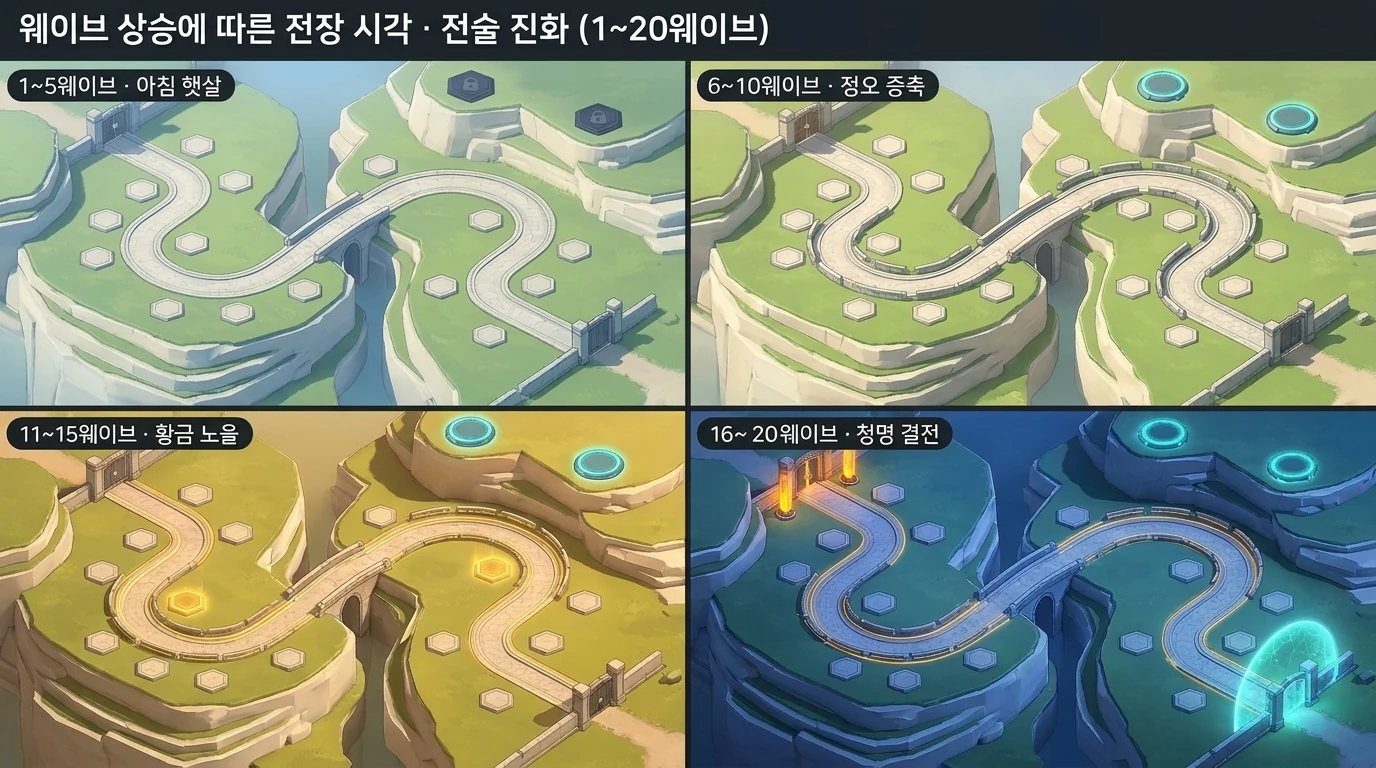 웨이브 상승에 따른 전장 시각 · 전술 진화 (1~20웨이브)
1~5웨이브 · 아침 햇살
6~10웨이브 · 정오 증축
11~15웨이브 · 황금 노을
16~ 20웨이브 · 청명 결전